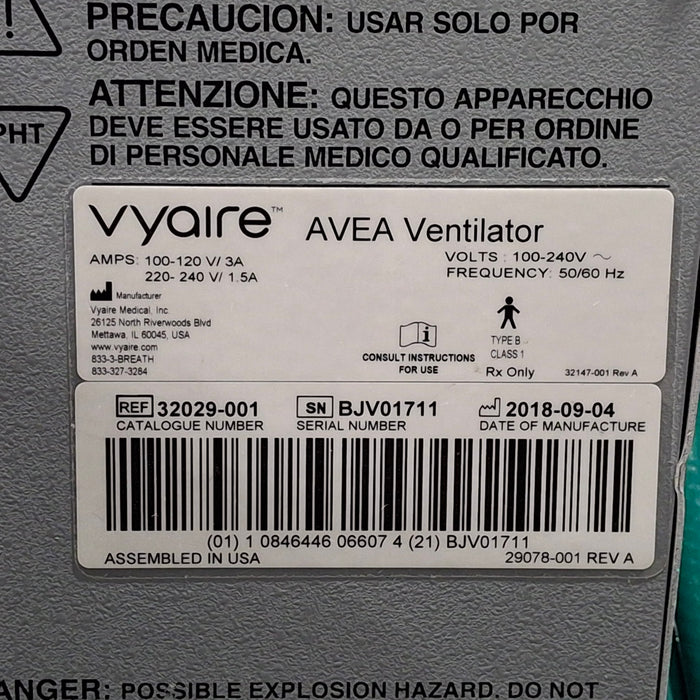 !
PRECAUCION: USAR SOLO POR
ORDEN MEDICA.
PHT
ATTENZIONE: QUESTO APPARECCHIO
DEVE ESSERE USATO DA O PER ORDINE
DI PERSONALE MEDICO QUALIFICATO.
vyaire™ AVEA Ventilator
AMPS: 100-120 V/ 3A
220- 240 V/ 1.5A
VOLTS : 100-240V ~
FREQUENCY: 50/60 Hz
Manufacturer
Vyaire Medical, Inc.
26125 North Riverwoods Blvd
Mettawa, IL 60045, USA
www.vyaire.com
833-3-BREATH
833-327-3284
i
CONSULT INSTRUCTIONS
FOR USE
TYPE B
CLASS 1
Rx Only
32147-001 Rev A
REF 32029-001
CATALOGUE NUMBER
SN BJV01711
SERIAL NUMBER
2018-09-04
DATE OF MANUFACTURE
(01) 1 0846446 06607 4 (21) BJV01711
ASSEMBLED IN USA
29078-001 REV A
ANGER: POSSIBLE EXPLOSION HAZARD. DO NOT